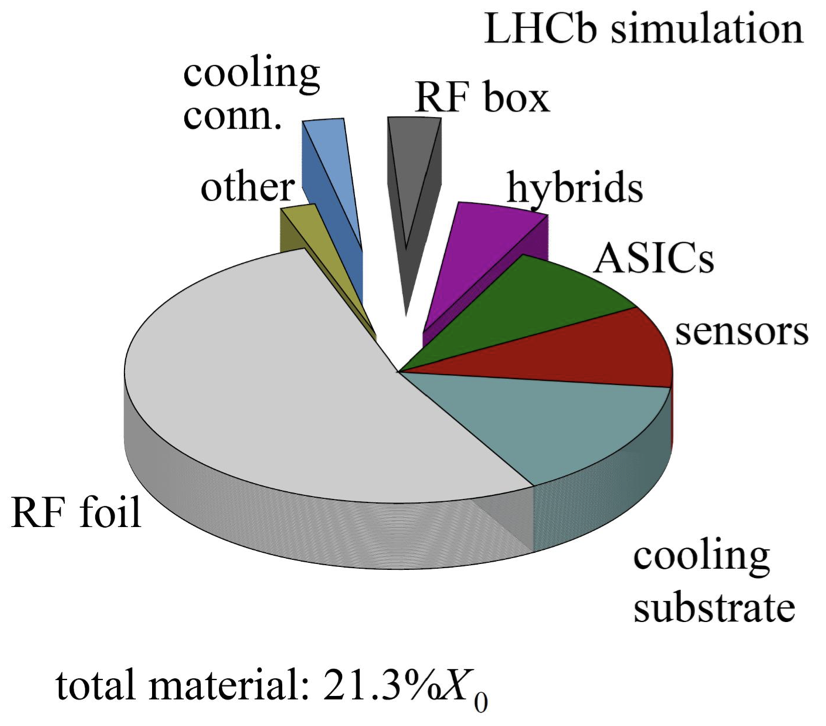 LHCb simulation
cooling
conn.
RF box
other
hybrids
ASICs
sensors
RF foil
cooling
substrate
total material: 21.3%X₀